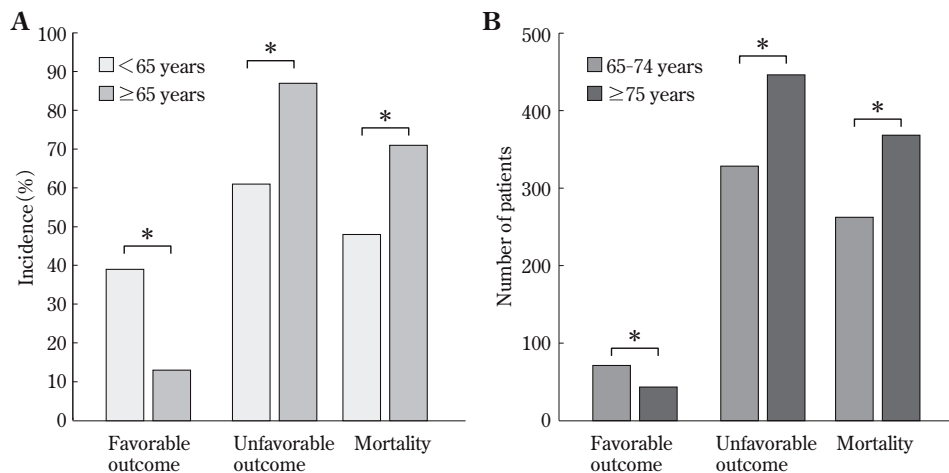 A
100
90
80
70
60
50
40
30
20
10
0
Incidence (%)
<65 years
≥65 years
*
*
*
Favorable
outcome
Unfavorable
outcome
Mortality
B
500
400
300
200
100
0
Number of patients
65-74 years
≥75 years
*
*
*
Favorable
outcome
Unfavorable
outcome
Mortality